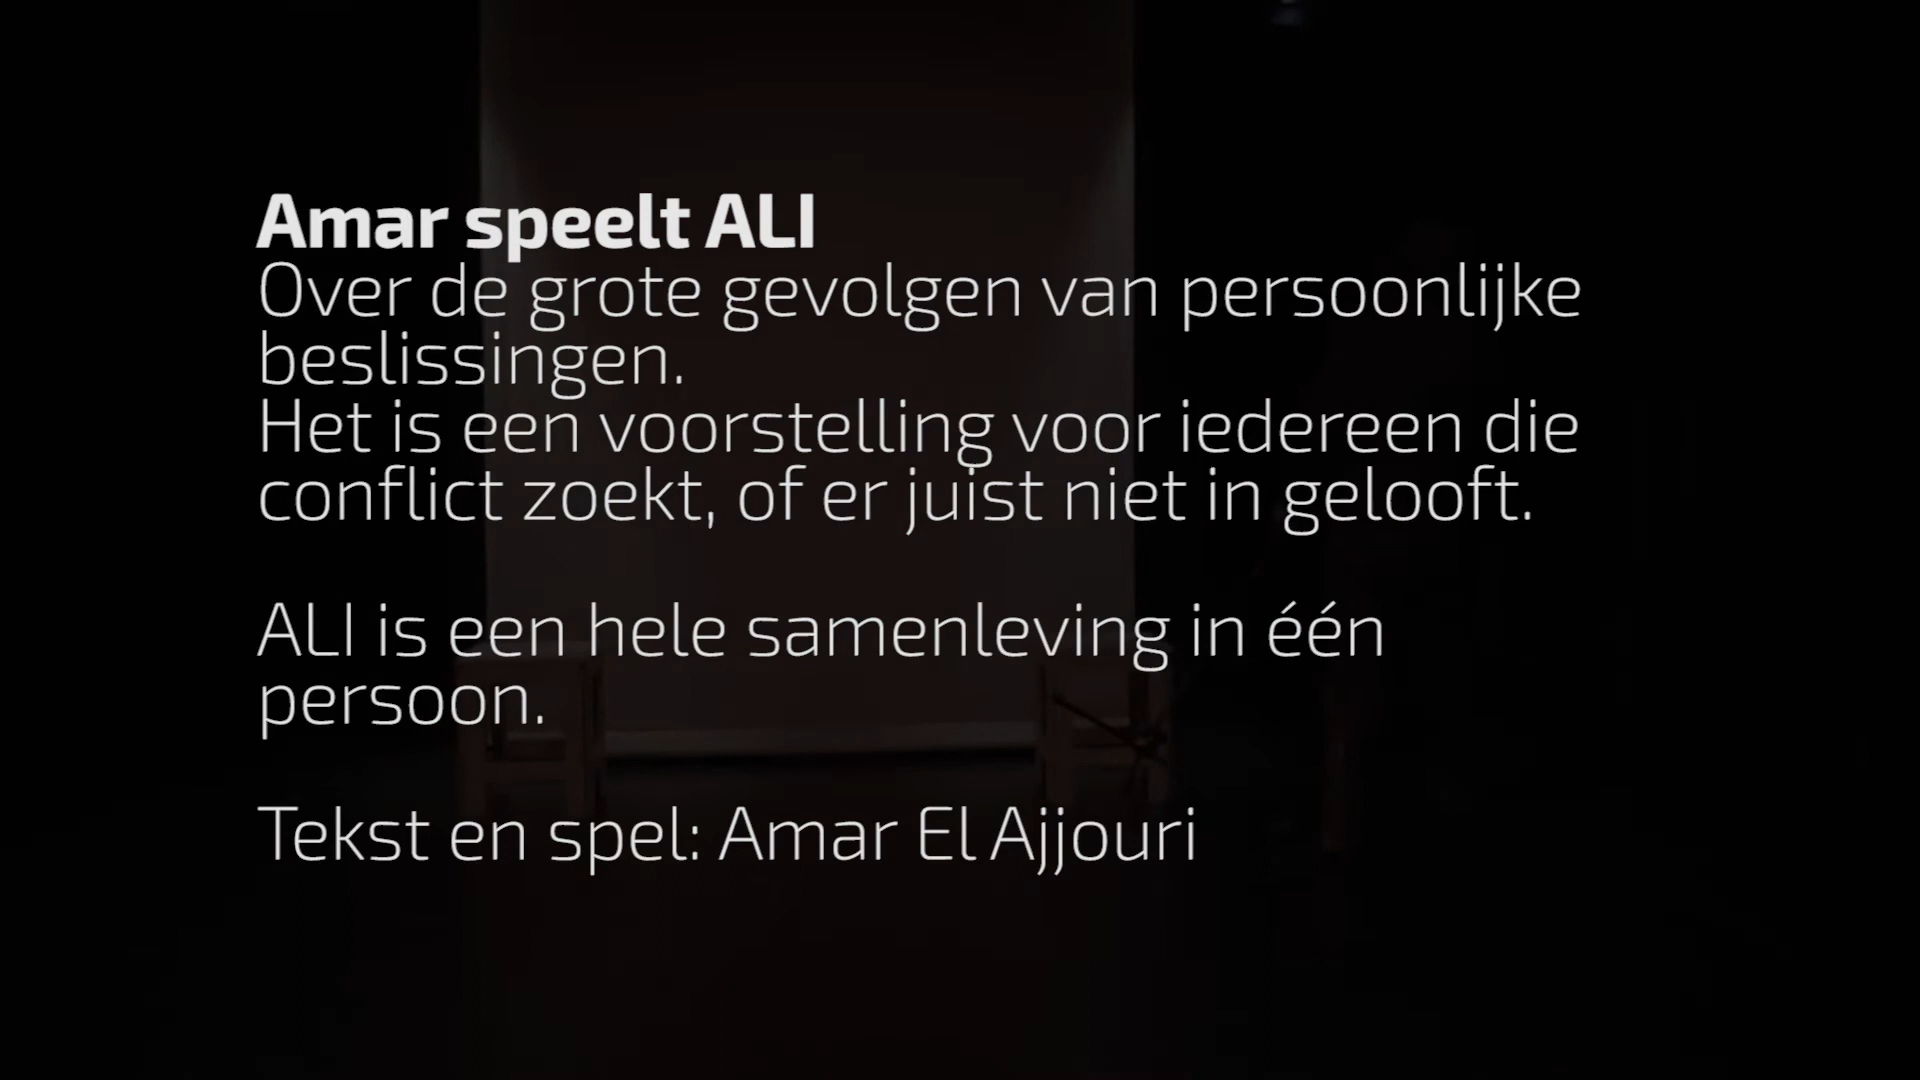 Amar speelt ALI
Over de grote gevolgen van persoonlijke
beslissingen.
Het is een voorstelling voor iedereen die
conflict zoekt, of er juist niet in gelooft.
ALI is een hele samenleving in één
persoon.
Tekst en spel: Amar El Ajjouri